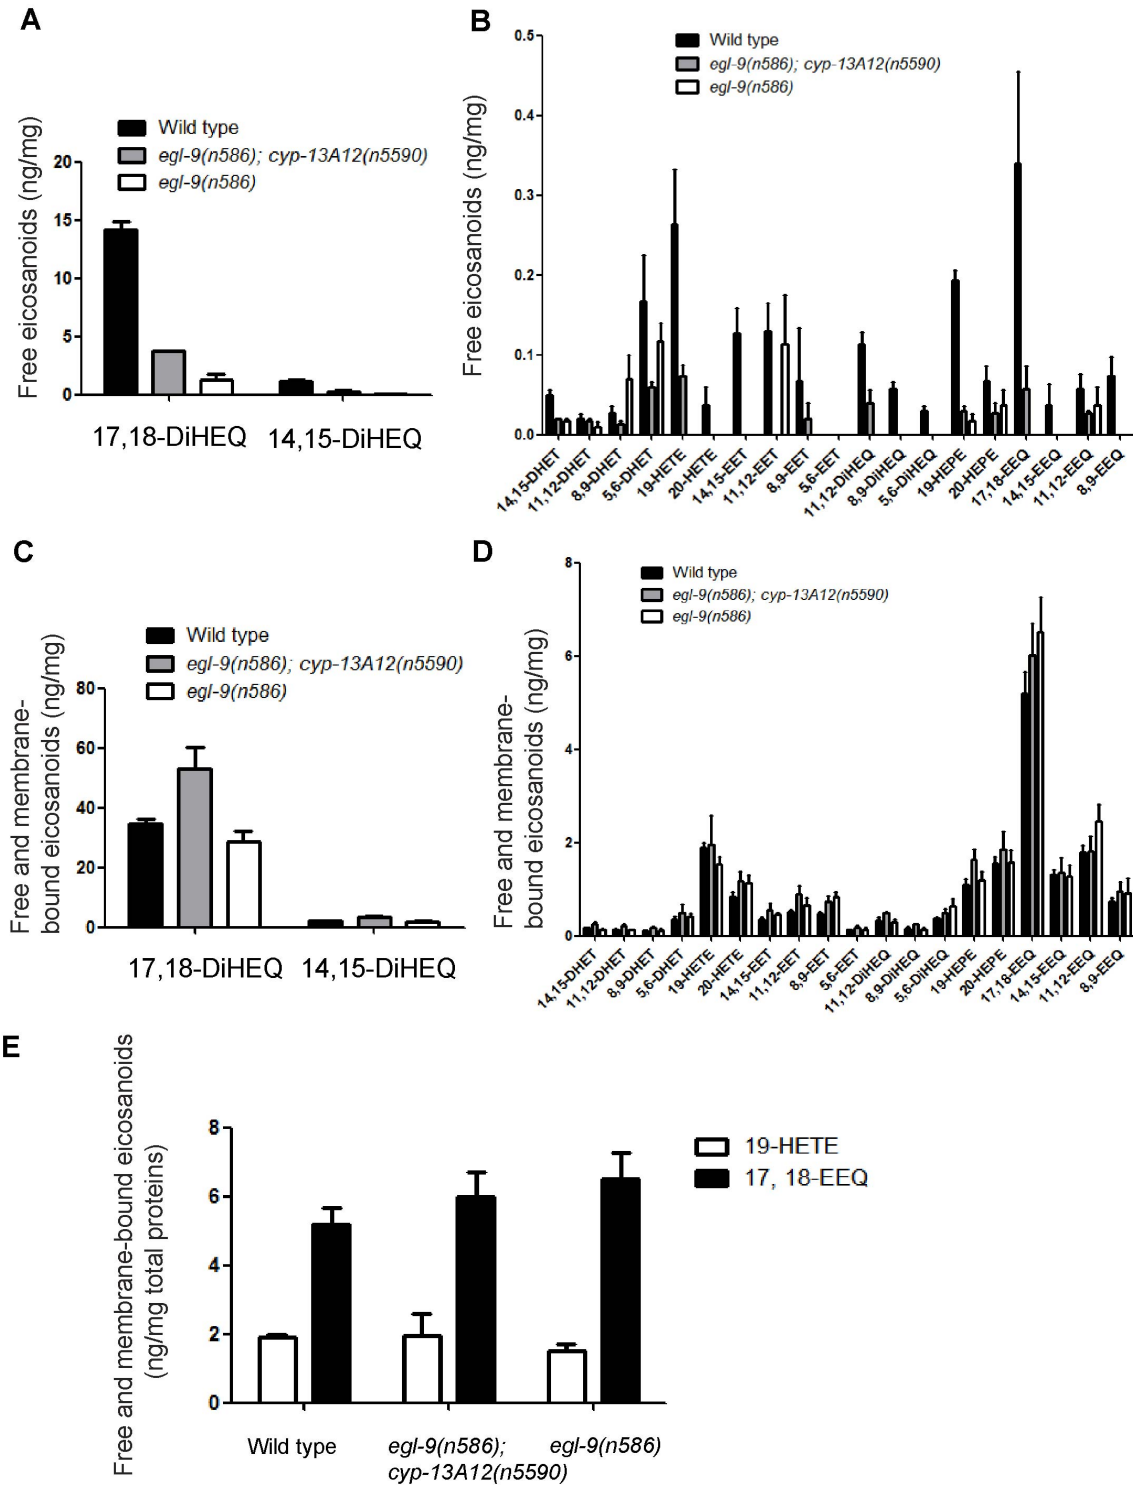 A
Free eicosanoids (ng/mg)
Wild type
egl-9(n586); cyp-13A12(n5590)
egl-9(n586)
20
15
10
5
0
17,18-DiHEQ 14,15-DiHEQ
B
Free eicosanoids (ng/mg)
Wild type
egl-9(n586); cyp-13A12(n5590)
egl-9(n586)
0.5
0.4
0.3
0.2
0.1
0.0
14,15-DHET
11,12-DHET
8,9-DHET
5,6-DHET
19-HETE
20-HETE
14,15-EET
11,12-EET
8,9-EET
5,6-EET
11,12-DiHEQ
8,9-DiHEQ
5,6-DiHEQ
19-HEPE
20-HEPE
17,18-EEQ
14,15-EEQ
11,12-EEQ
8,9-EEQ
C
Free and membrane-
bound eicosanoids (ng/mg)
Wild type
egl-9(n586); cyp-13A12(n5590)
egl-9(n586)
80
60
40
20
0
17,18-DiHEQ 14,15-DiHEQ
D
Free and membrane-
bound eicosanoids (ng/mg)
Wild type
egl-9(n586); cyp-13A12(n5590)
egl-9(n586)
8
6
4
2
0
14,15-DHET
11,12-DHET
8,9-DHET
5,6-DHET
19-HETE
20-HETE
14,15-EET
11,12-EET
8,9-EET
5,6-EET
11,12-DiHEQ
8,9-DiHEQ
5,6-DiHEQ
19-HEPE
20-HEPE
17,18-EEQ
14,15-EEQ
11,12-EEQ
8,9-EEQ
E
Free and membrane-bound eicosanoids
(ng/mg total proteins)
8
6
4
2
0
19-HETE
17, 18-EEQ
Wild type
egl-9(n586);
cyp-13A12(n5590)
egl-9(n586)